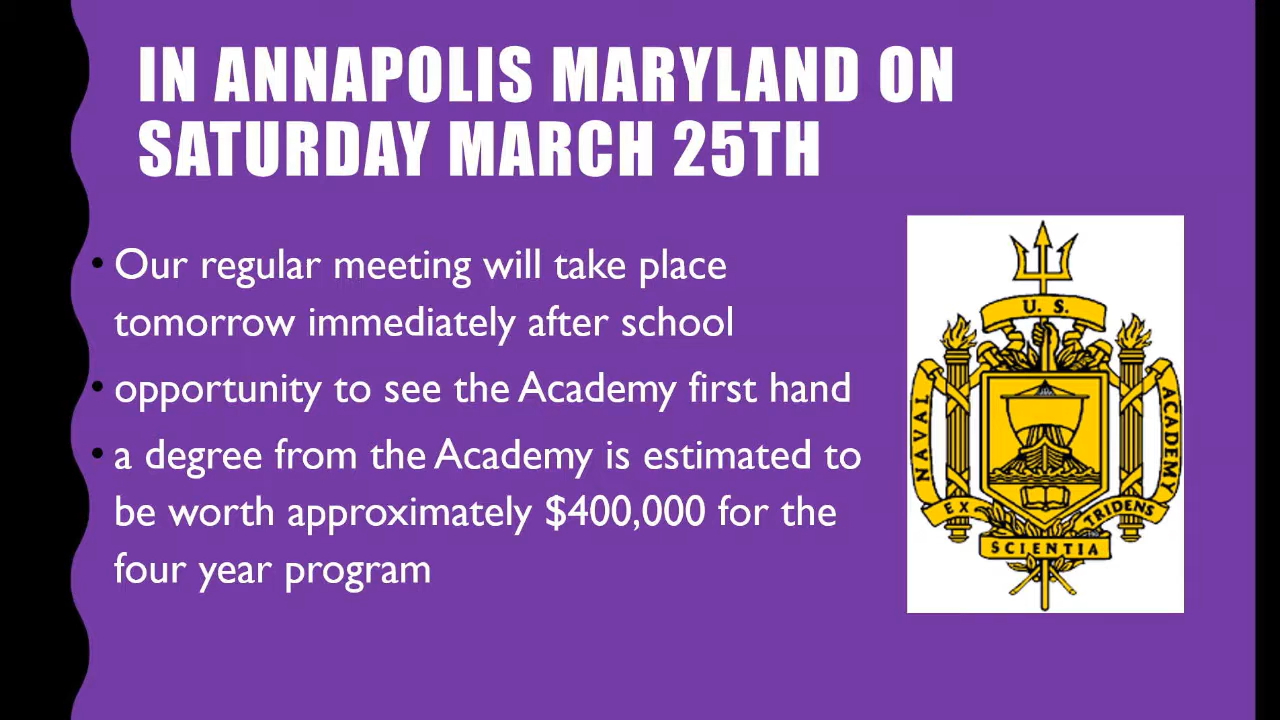 IN ANNAPOLIS MARYLAND ON
SATURDAY MARCH 25TH
• Our regular meeting will take place
tomorrow immediately after school
• opportunity to see the Academy first hand
• a degree from the Academy is estimated to
be worth approximately $400,000 for the
four year program
U. S.
NAVAL
ACADEMY
EX
TRIDENS
SCIENTIA